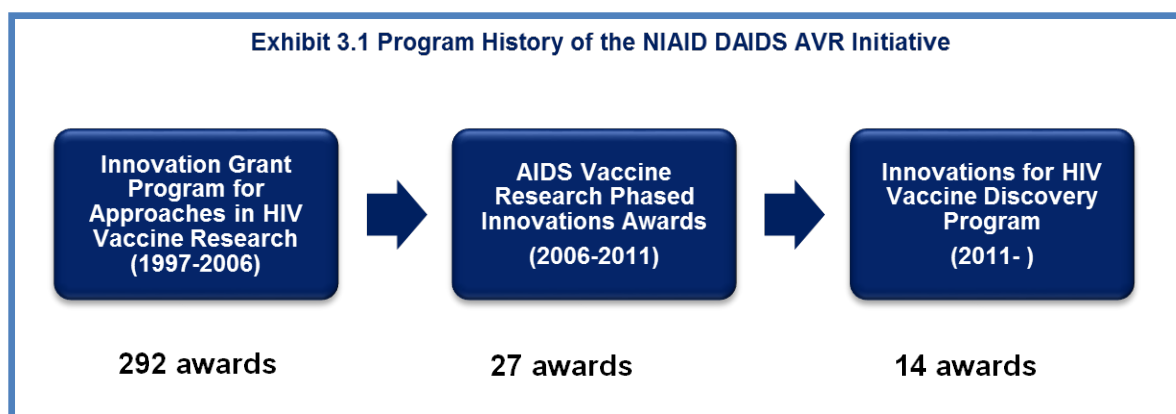 Exhibit 3.1 Program History of the NIAID DAIDS AVR Initiative
Innovation Grant
Program for
Approaches in HIV
Vaccine Research
(1997-2006)
AIDS Vaccine
Research Phased
Innovations Awards
(2006-2011)
Innovations for HIV
Vaccine Discovery
Program
(2011- )
292 awards
27 awards
14 awards